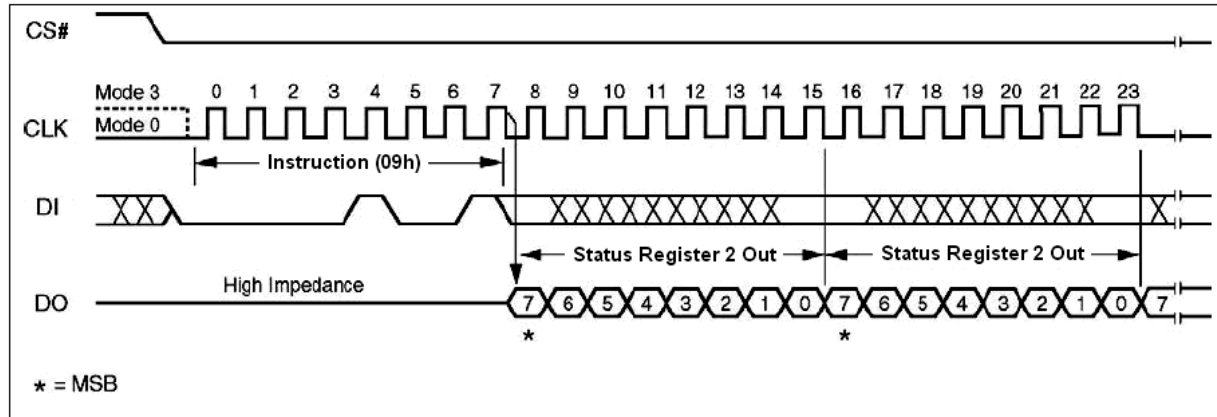 CS#
Mode 3
0 1 2 3 4 5 6 7 8 9 10 11 12 13 14 15 16 17 18 19 20 21 22 23
CLK
Mode 0
Instruction (09h)
DI
Status Register 2 Out
Status Register 2 Out
High Impedance
DO
7 6 5 4 3 2 1 0 7 6 5 4 3 2 1 0 7
* *
* = MSB